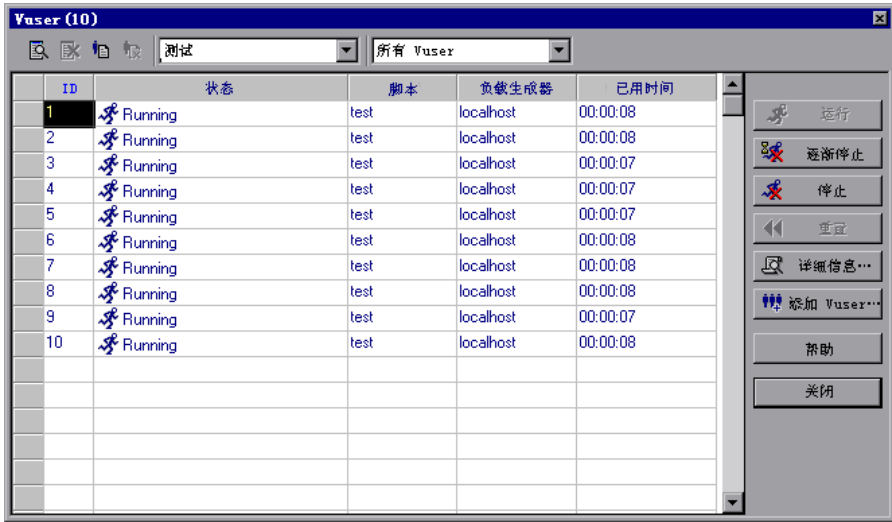 Vuser (10)
测试 所有 Vuser
ID 状态 脚本 负载生成器 已用时间
1 Running test localhost 00:00:08
2 Running test localhost 00:00:08
3 Running test localhost 00:00:07
4 Running test localhost 00:00:07
5 Running test localhost 00:00:07
6 Running test localhost 00:00:08
7 Running test localhost 00:00:08
8 Running test localhost 00:00:08
9 Running test localhost 00:00:07
10 Running test localhost 00:00:08
运行
逐渐停止
停止
重置
详细信息…
添加 Vuser…
帮助
关闭